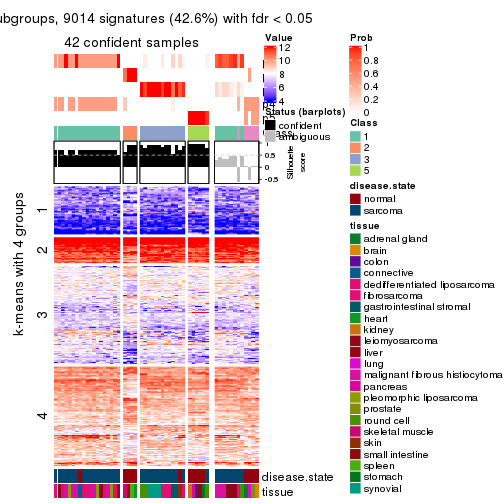 ubgroups, 9014 signatures (42.6%) with fdr < 0.05
42 confident samples
k-means with 4 groups
1
2
3
4
Value
12
10
8
6
4
Status (barplots)
confident
ambiguous
1
0.5
0
-0.5
Silhouette
score
disease.state
tissue
Prob
1
0.8
0.6
0.4
0.2
0
Class
1
2
3
5
disease.state
normal
sarcoma
tissue
adrenal gland
brain
colon
connective
dedifferentiated liposarcoma
fibrosarcoma
gastrointestinal stromal
heart
kidney
leiomyosarcoma
liver
lung
malignant fibrous histiocytoma
pancreas
pleomorphic liposarcoma
prostate
round cell
skeletal muscle
skin
small intestine
spleen
stomach
synovial